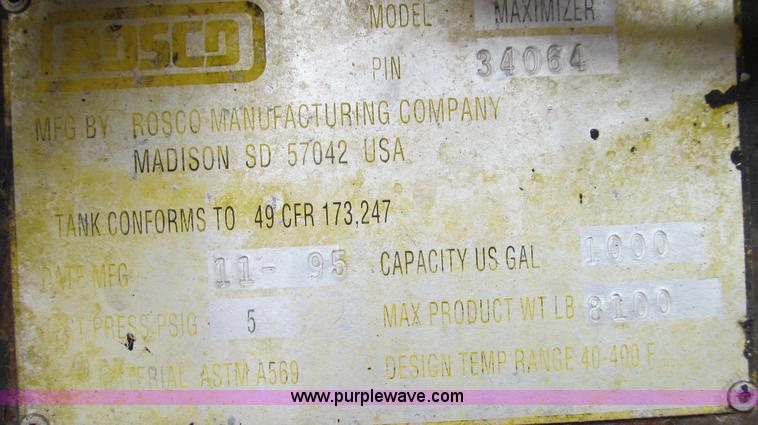 ROSCO
MODEL MAXIMIZER
PIN 34064
MFG BY ROSCO MANUFACTURING COMPANY
MADISON SD 57042 USA
TANK CONFORMS TO 49 CFR 173,247
DATE MFG 11-95 CAPACITY US GAL 1000
TEST PRESS PSIG 5 MAX PRODUCT WT LB 8100
MATERIAL ASTM A569 DESIGN TEMP RANGE 40-400 F
www.purplewave.com